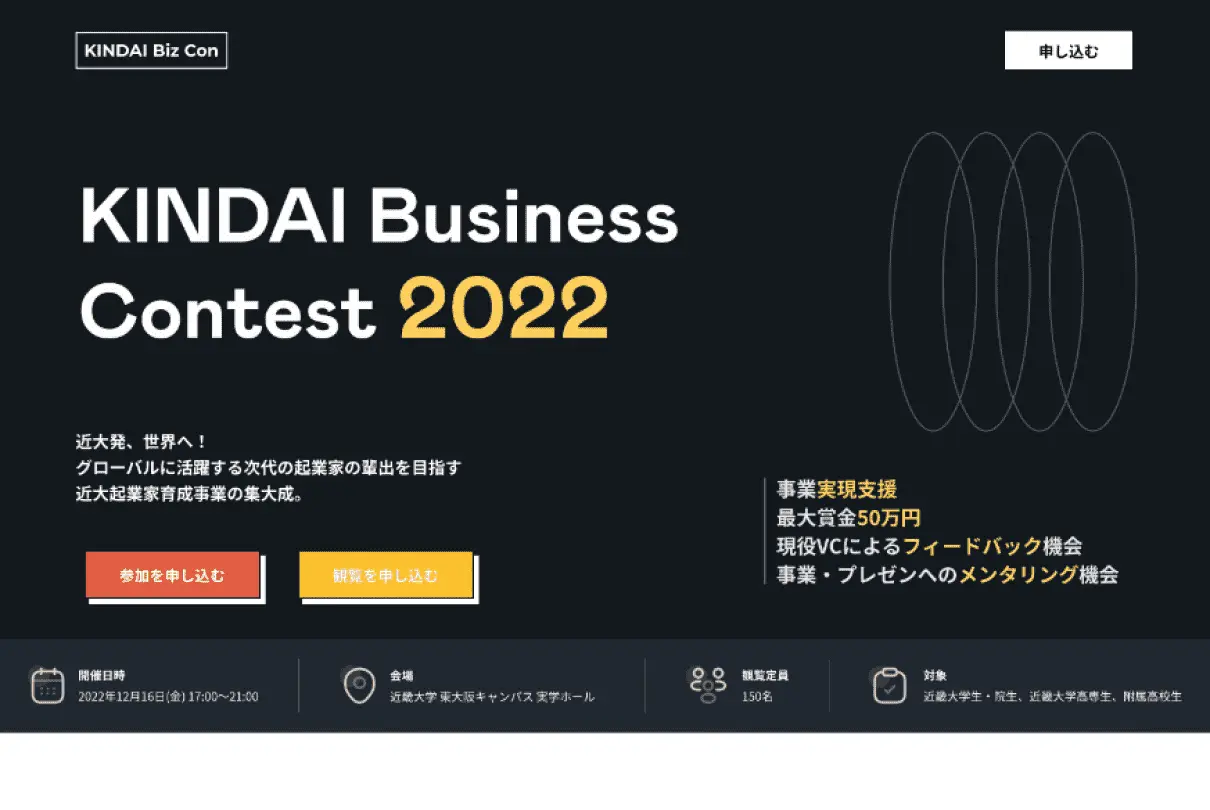 KINDAI Biz Con
申し込む
KINDAI Business
Contest 2022
近大発、世界へ！
グローバルに活躍する次代の起業家の輩出を目指す
近大起業家育成事業の集大成。
事業実現支援
最大賞金50万円
現役VCによるフィードバック機会
事業・プレゼンへのメンタリング機会
参加を申し込む
観覧を申し込む
開催日時
2022年12月16日(金) 17:00〜21:00
会場
近畿大学 東大阪キャンパス 実学ホール
観覧定員
150名
対象
近畿大学生・院生、近畿大学高専生、附属高校生